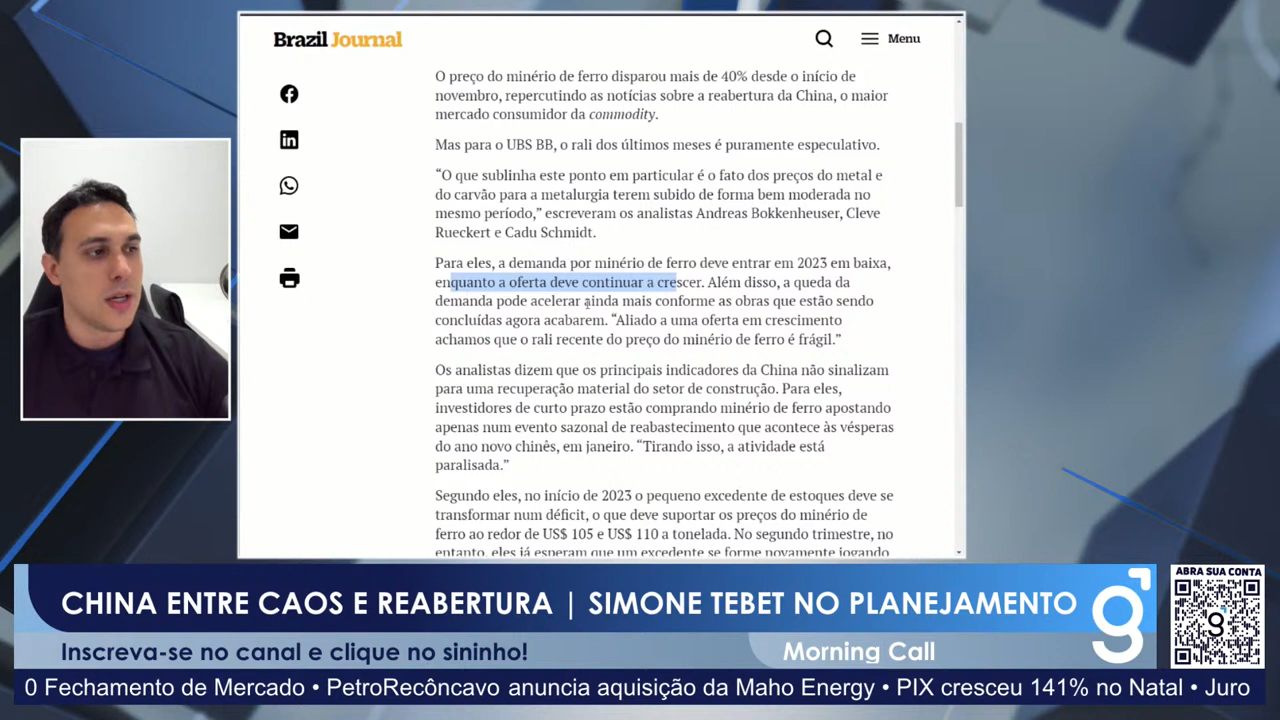 Brazil Journal
Menu
O preço do minério de ferro disparou mais de 40% desde o início de
novembro, repercutindo as notícias sobre a reabertura da China, o maior
mercado consumidor da commodity.
Mas para o UBS BB, o rali dos últimos meses é puramente especulativo.
“O que sublinha este ponto em particular é o fato dos preços do metal e
do carvão para a metalurgia terem subido de forma bem moderada no
mesmo período,” escreveram os analistas Andreas Bokkenheuser, Cleve
Rueckert e Cadu Schmidt.
Para eles, a demanda por minério de ferro deve entrar em 2023 em baixa,
enquanto a oferta deve continuar a crescer. Além disso, a queda da
demanda pode acelerar ainda mais conforme as obras que estão sendo
concluídas agora acabarem. “Aliado a uma oferta em crescimento
achamos que o rali recente do preço do minério de ferro é frágil.”
Os analistas dizem que os principais indicadores da China não sinalizam
para uma recuperação material do setor de construção. Para eles,
investidores de curto prazo estão comprando minério de ferro apostando
apenas num evento sazonal de reabastecimento que acontece às vésperas
do ano novo chinês, em janeiro. “Tirando isso, a atividade está
paralisada.”
Segundo eles, no início de 2023 o pequeno excedente de estoques deve se
transformar num déficit, o que deve suportar os preços do minério de
ferro ao redor de US$ 105 e US$ 110 a tonelada. No segundo trimestre, no
entanto, eles já esperam que um excedente se forme novamente jogando
CHINA ENTRE CAOS E REABERTURA | SIMONE TEBET NO PLANEJAMENTO
Inscreva-se no canal e clique no sininho!
Morning Call
ABRA SUA CONTA
0 Fechamento de Mercado • PetroRecôncavo anuncia aquisição da Maho Energy • PIX cresceu 141% no Natal • Juro